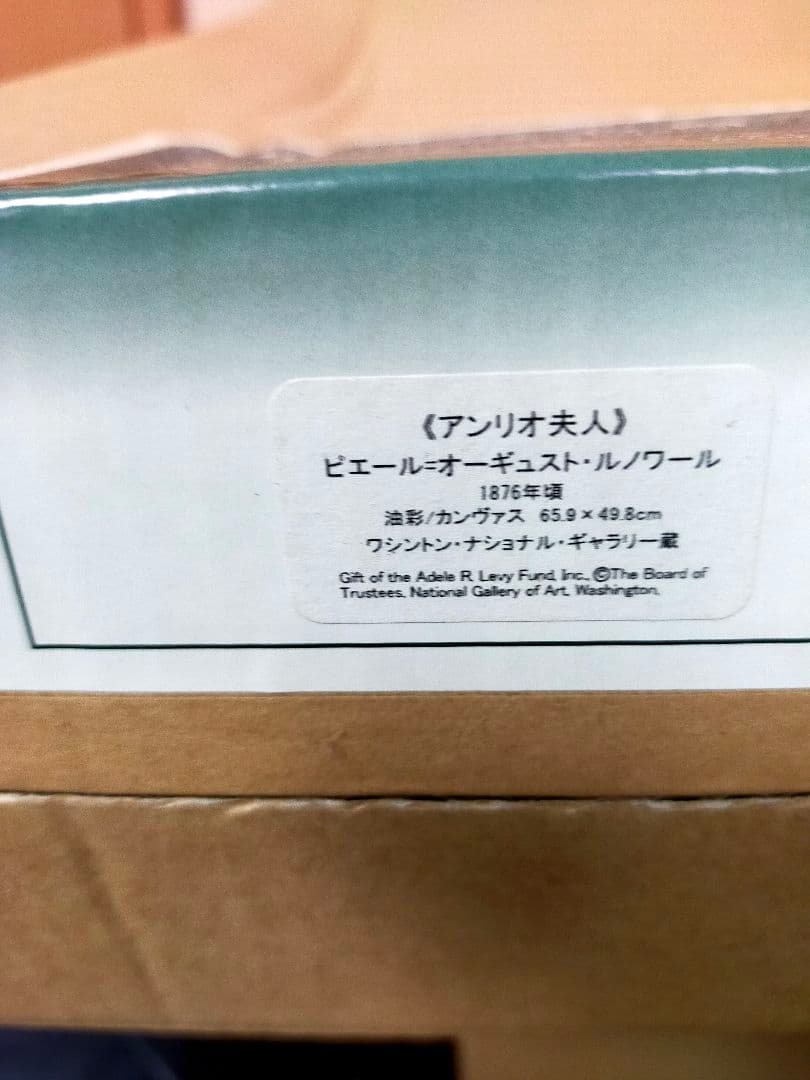 《アンリオ夫人》
ピエール=オーギュスト・ルノワール
1876年頃
油彩/カンヴァス 65.9×49.8cm
ワシントン・ナショナル・ギャラリー蔵
Gift of the Adele R. Levy Fund, Inc., ©The Board of
Trustees, National Gallery of Art, Washington.